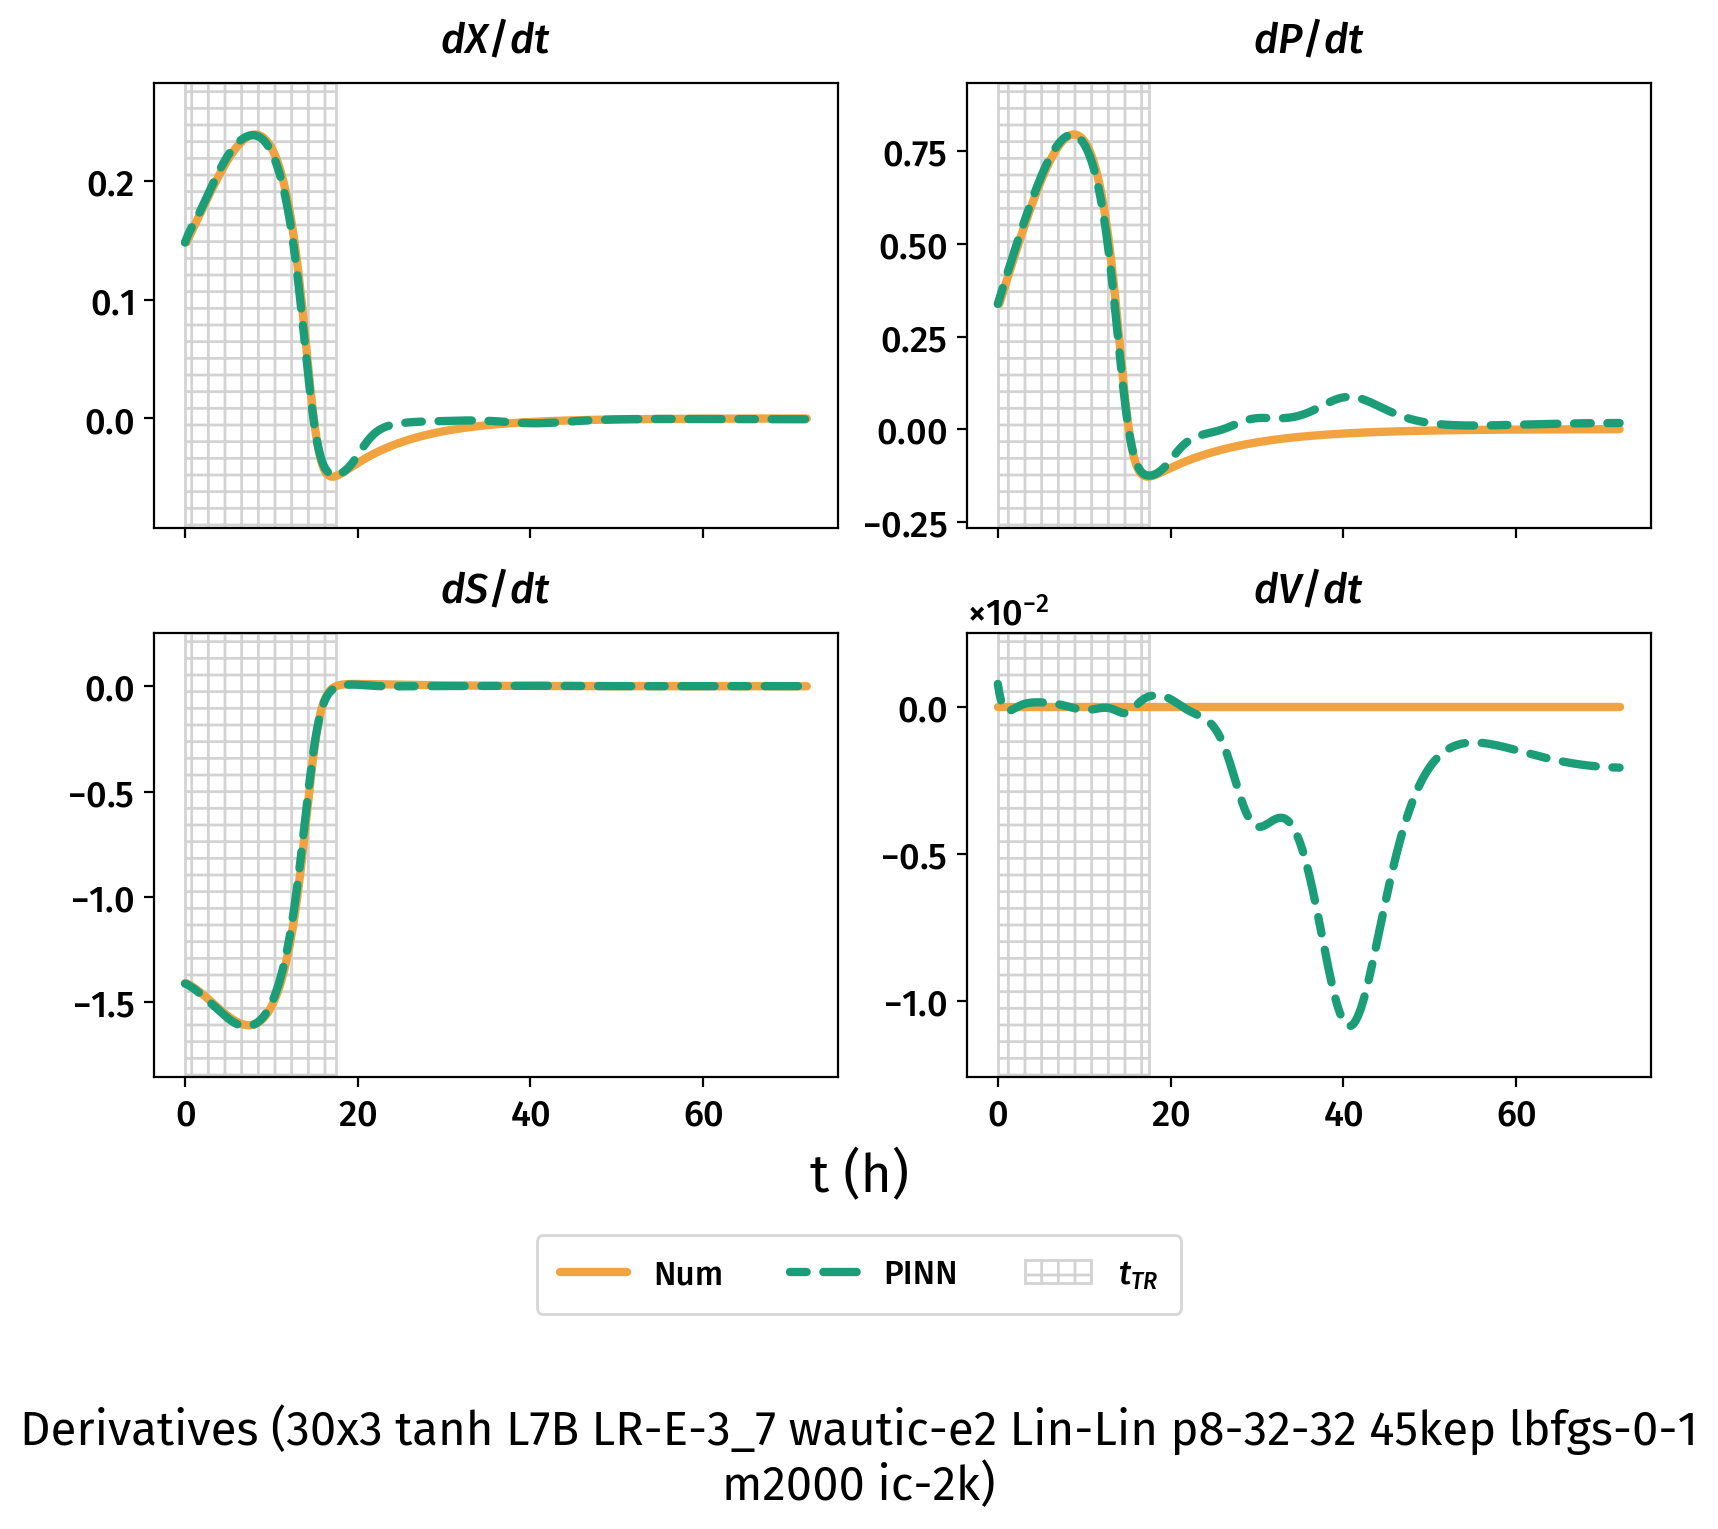 dX/dt
dP/dt
0.2
0.1
0.0
0.75
0.50
0.25
0.00
−0.25
dS/dt
dV/dt
×10⁻²
0.0
−0.5
−1.0
−1.5
0 20 40 60
0.0
−0.5
−1.0
0 20 40 60
t (h)
Num PINN t_TR
Derivatives (30x3 tanh L7B LR-E-3_7 wautic-e2 Lin-Lin p8-32-32 45kep lbfgs-0-1
m2000 ic-2k)